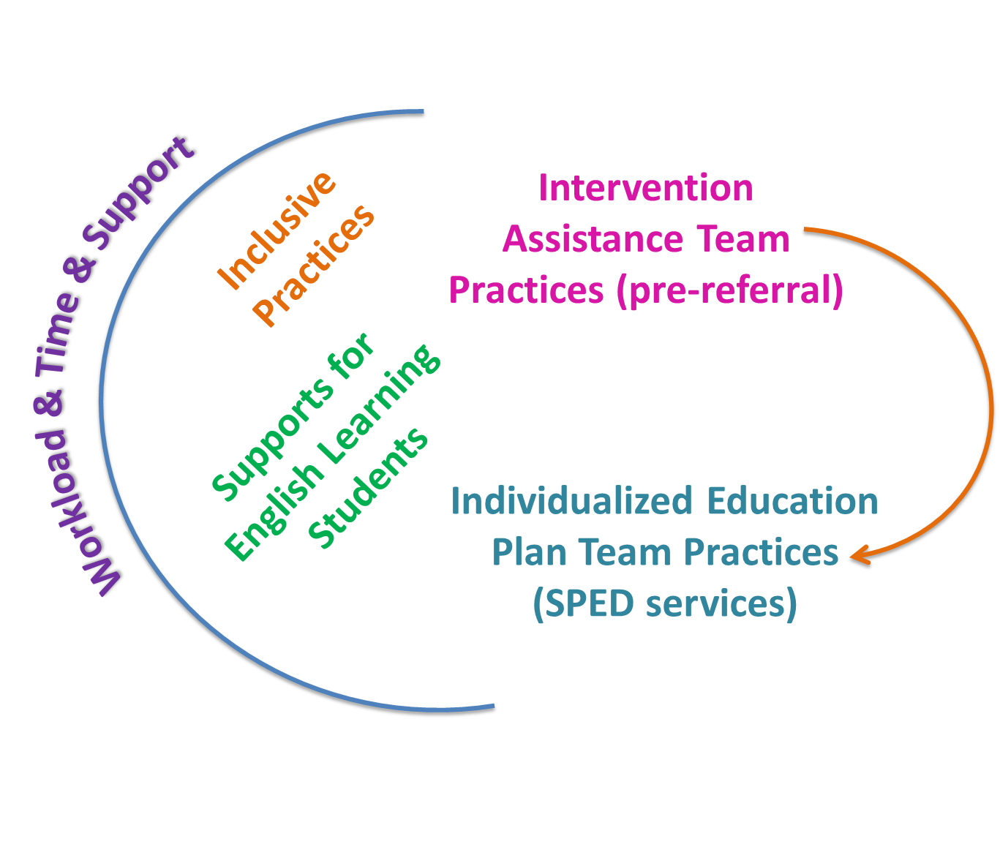 Workload & Time & Support
Inclusive
Practices
Supports for
English Learning
Students
Intervention
Assistance Team
Practices (pre-referral)
Individualized Education
Plan Team Practices
(SPED services)